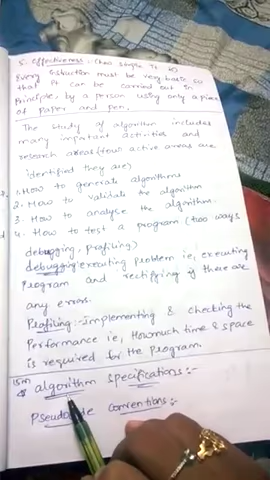 5. Effectiveness:-
Every instruction must be very basic so
that it can be carried out in
principle, by a person using only a piece
of paper and pen.
The study of algorithm includes
many important activities and
research areas (four active areas are
identified they are)
1. How to generate algorithms
2. How to validate the algorithm
3. How to analyse the algorithm.
4. How to test a program (two ways
debugging, profiling)
debugging:executing problem ie, executing
program and rectifying if there are
any errors.
Profiling:- implementing & checking the
Performance ie, How much time & space
is required for the program.
15m
algorithm specifications:-
conventions:-